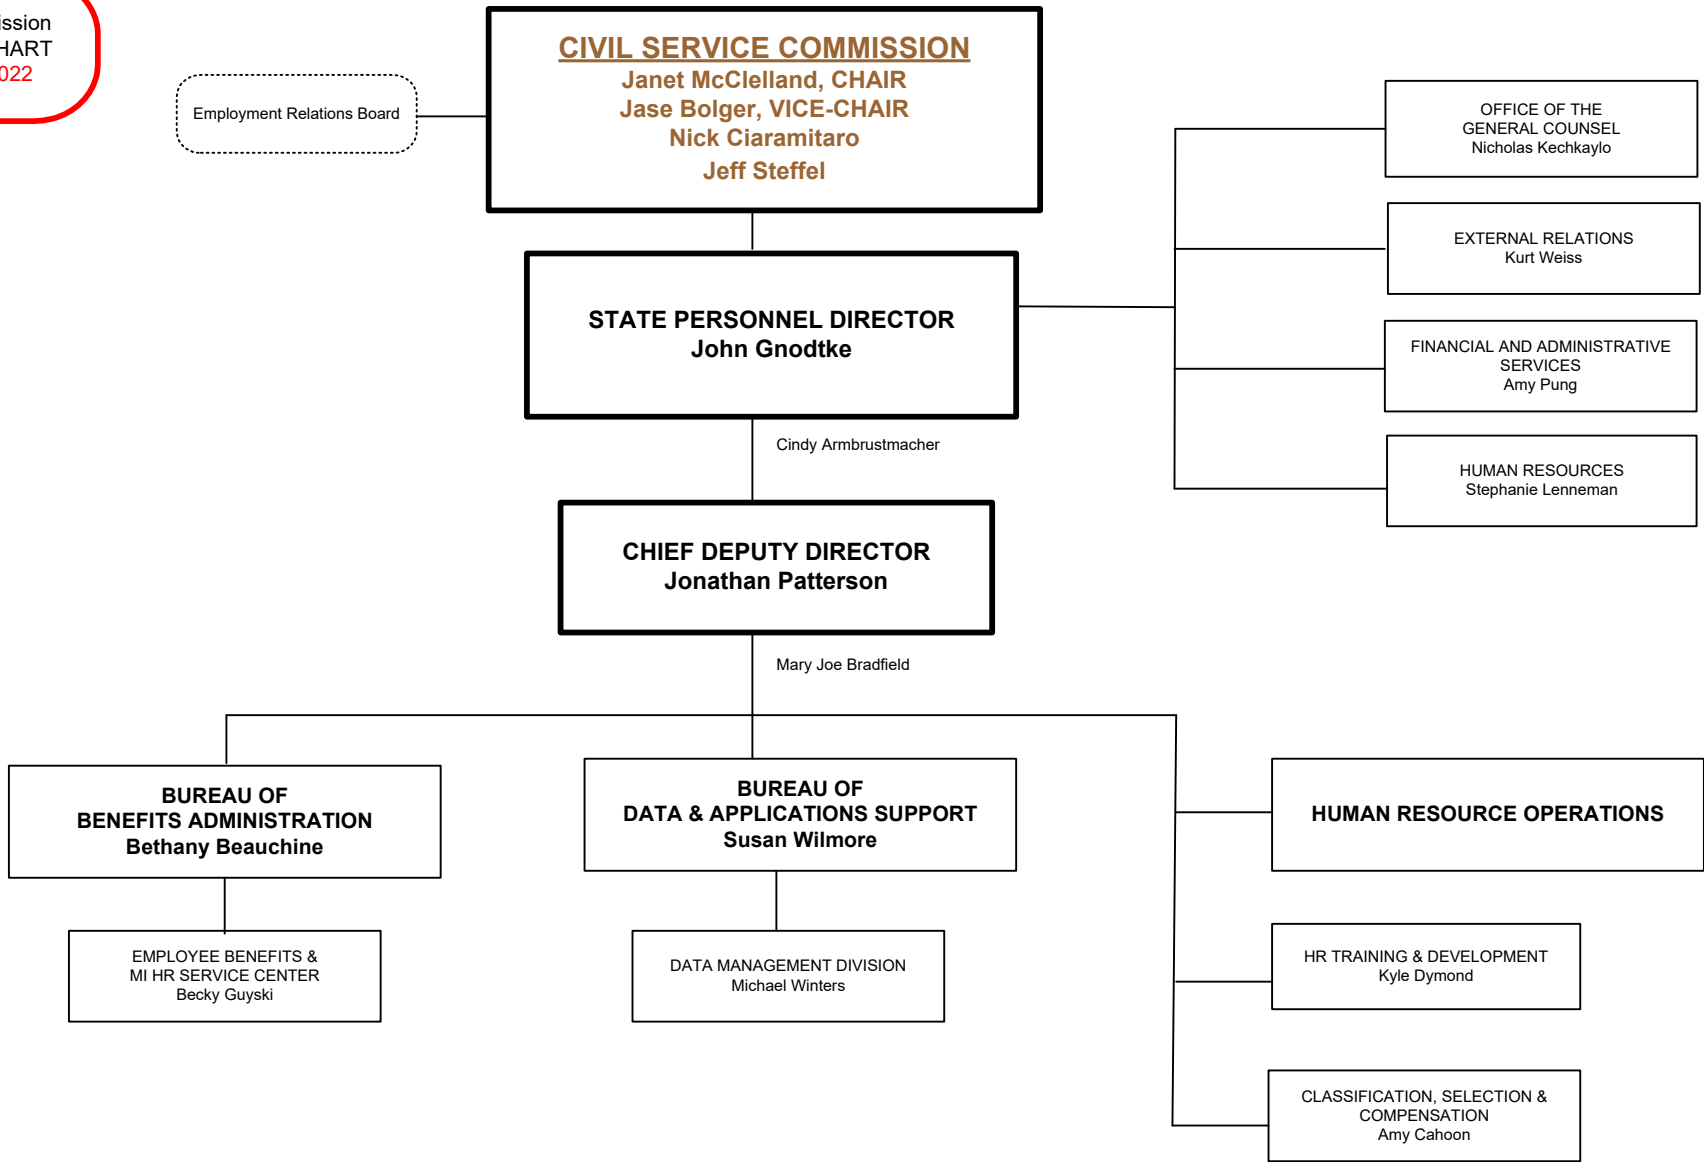 HART
022
CIVIL SERVICE COMMISSION
Janet McClelland, CHAIR
Jase Bolger, VICE-CHAIR
Nick Ciaramitaro
Jeff Steffel
Employment Relations Board
OFFICE OF THE
GENERAL COUNSEL
Nicholas Kechkaylo
EXTERNAL RELATIONS
Kurt Weiss
FINANCIAL AND ADMINISTRATIVE
SERVICES
Amy Pung
HUMAN RESOURCES
Stephanie Lenneman
STATE PERSONNEL DIRECTOR
John Gnodtke
Cindy Armbrustmacher
CHIEF DEPUTY DIRECTOR
Jonathan Patterson
Mary Joe Bradfield
BUREAU OF
BENEFITS ADMINISTRATION
Bethany Beauchine
EMPLOYEE BENEFITS &
MI HR SERVICE CENTER
Becky Guyski
BUREAU OF
DATA & APPLICATIONS SUPPORT
Susan Wilmore
DATA MANAGEMENT DIVISION
Michael Winters
HUMAN RESOURCE OPERATIONS
HR TRAINING & DEVELOPMENT
Kyle Dymond
CLASSIFICATION, SELECTION &
COMPENSATION
Amy Cahoon